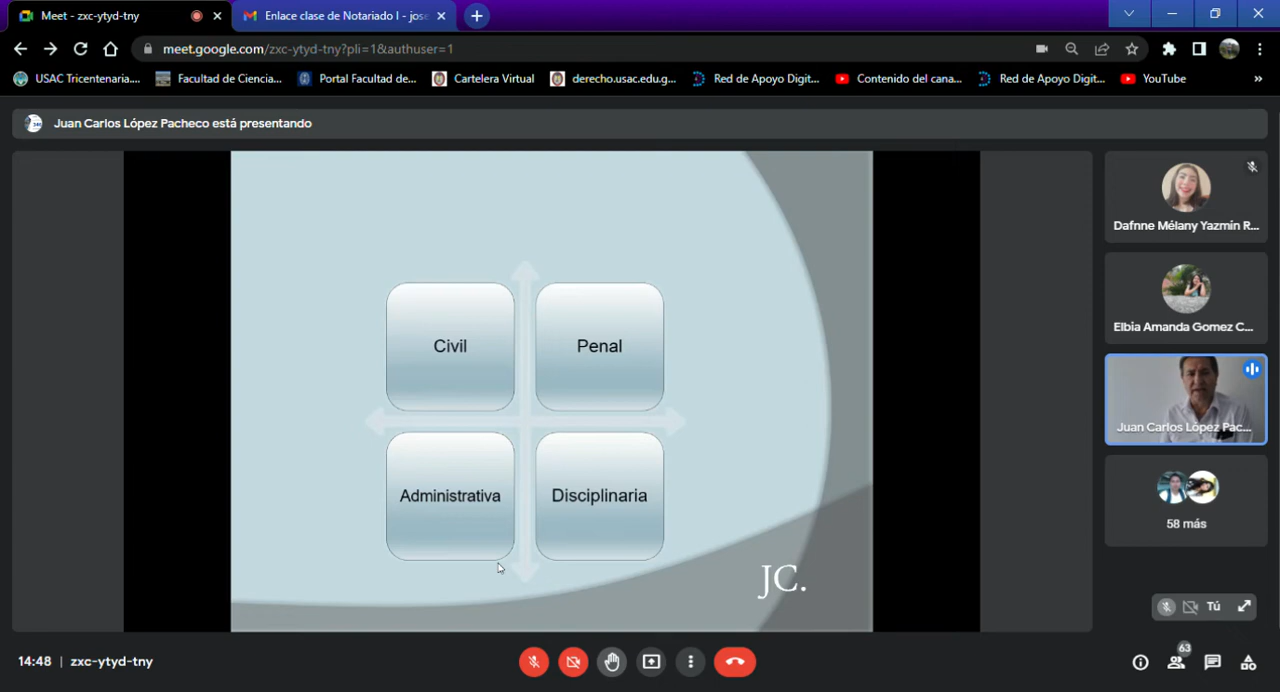 Meet - zxc-ytyd-tny
Enlace clase de Notariado I - jose
meet.google.com/zxc-ytyd-tny?pli=1&authuser=1
USAC Tricentenaria....
Facultad de Ciencia...
Portal Facultad de...
Cartelera Virtual
derecho.usac.edu.g...
Red de Apoyo Digit...
Contenido del cana...
Red de Apoyo Digit...
YouTube
»
Juan Carlos López Pacheco está presentando
Civil
Penal
Administrativa
Disciplinaria
JC.
Dafnne Mélany Yazmín R...
Elbia Amanda Gomez C...
Juan Carlos López Pac...
58 más
Tú
14:48 | zxc-ytyd-tny
63